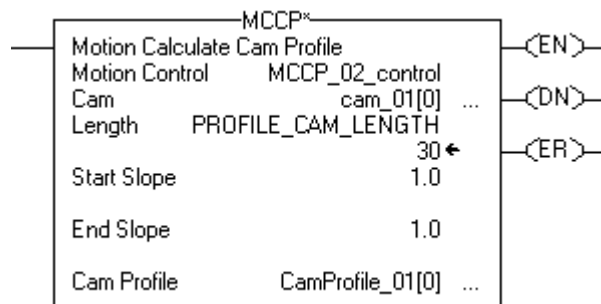 MCCP*
Motion Calculate Cam Profile
Motion Control MCCP_02_control
Cam cam_01[0] ...
Length PROFILE_CAM_LENGTH
30 ←
Start Slope 1.0
End Slope 1.0
Cam Profile CamProfile_01[0] ...
EN
DN
ER